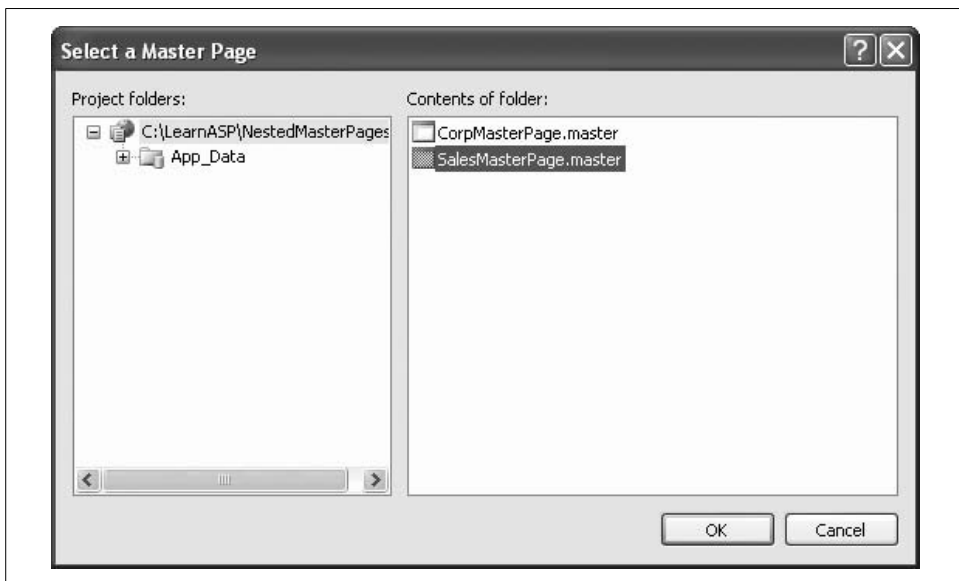 Select a Master Page
Project folders:
Contents of folder:
C:\LearnASP\NestedMasterPages
App_Data
CorpMasterPage.master
SalesMasterPage.master
OK
Cancel